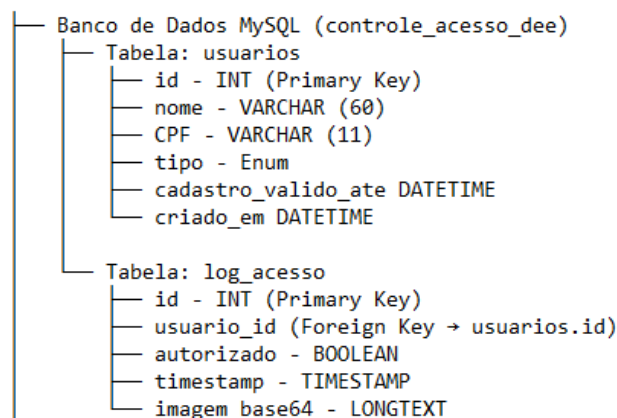 Banco de Dados MySQL (controle_acesso_dee)
Tabela: usuarios
id - INT (Primary Key)
nome - VARCHAR (60)
CPF - VARCHAR (11)
tipo - Enum
cadastro_valido_ate DATETIME
criado_em DATETIME
Tabela: log_acesso
id - INT (Primary Key)
usuario_id (Foreign Key → usuarios.id)
autorizado - BOOLEAN
timestamp - TIMESTAMP
imagem_base64 - LONGTEXT